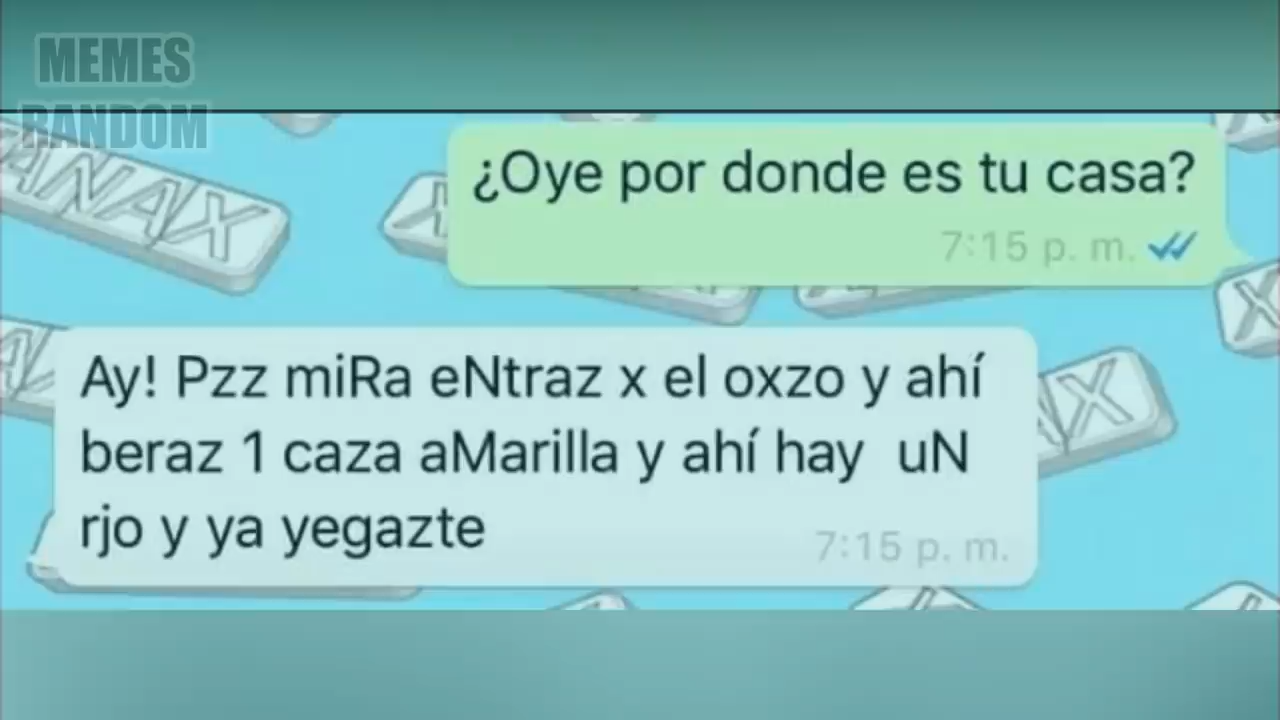 MEMES
RANDOM
ANAX
¿Oye por donde es tu casa?
7:15 p. m.
Ay! Pzz miRa eNtraz x el oxzo y ahí
beraz 1 caza aMarilla y ahí hay uN
rjo y ya yegazte
7:15 p. m.